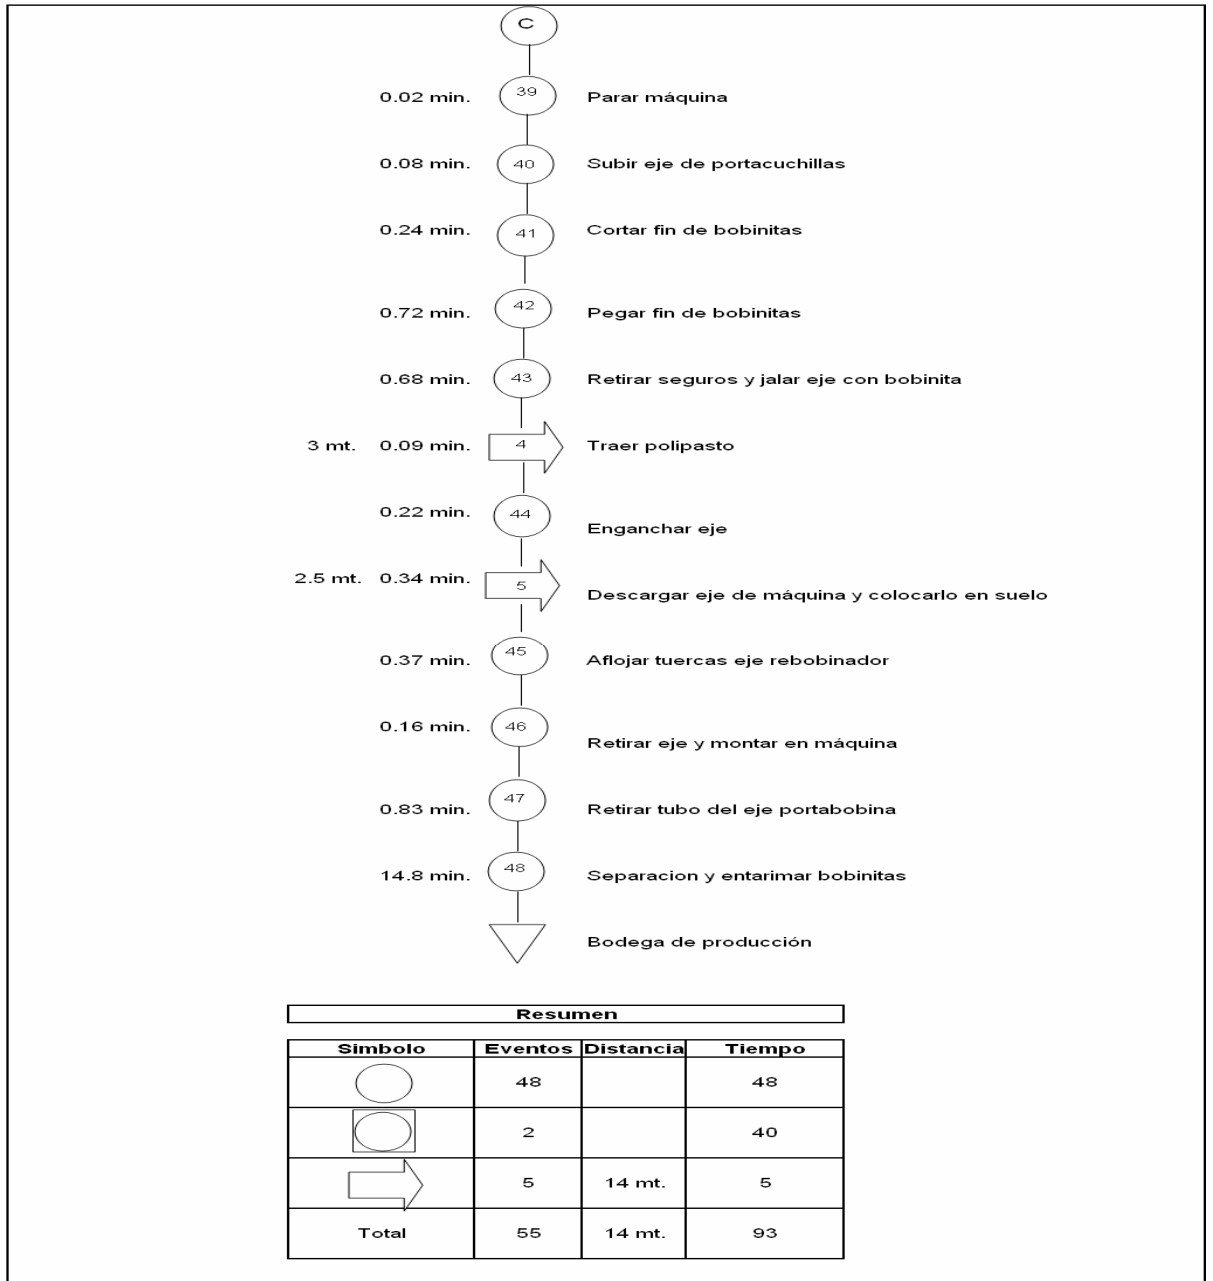 C
0.02 min. 39 Parar máquina
0.08 min. 40 Subir eje de portacuchillas
0.24 min. 41 Cortar fin de bobinitas
0.72 min. 42 Pegar fin de bobinitas
0.68 min. 43 Retirar seguros y jalar eje con bobinita
3 mt. 0.09 min. 4 Traer polipasto
0.22 min. 44 Enganchar eje
2.5 mt. 0.34 min. 5 Descargar eje de máquina y colocarlo en suelo
0.37 min. 45 Aflojar tuercas eje rebobinador
0.16 min. 46 Retirar eje y montar en máquina
0.83 min. 47 Retirar tubo del eje portabobina
14.8 min. 48 Separacion y entarimar bobinitas
Bodega de producción
Resumen
Simbolo Eventos Distancia Tiempo
48 48
2 40
5 14 mt. 5
Total 55 14 mt. 93